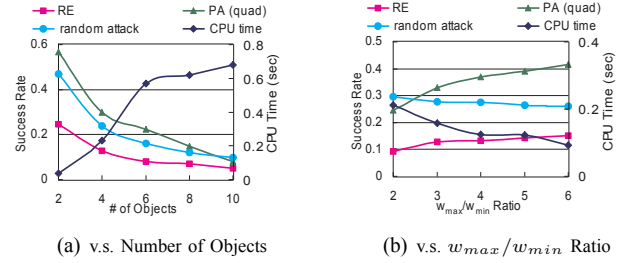 RE
PA (quad)
random attack
CPU time
0.6
0.4
0.2
0
0.8
0.6
0.4
0.2
0
Success Rate
CPU Time (sec)
2 4 6 8 10
# of Objects
(a) v.s. Number of Objects
RE
PA (quad)
random attack
CPU time
0.5
0.4
0.3
0.2
0.1
0
0.4
0.2
0
Success Rate
CPU Time (sec)
2 3 4 5 6
wmax/wmin Ratio
(b) v.s. wmax/wmin Ratio